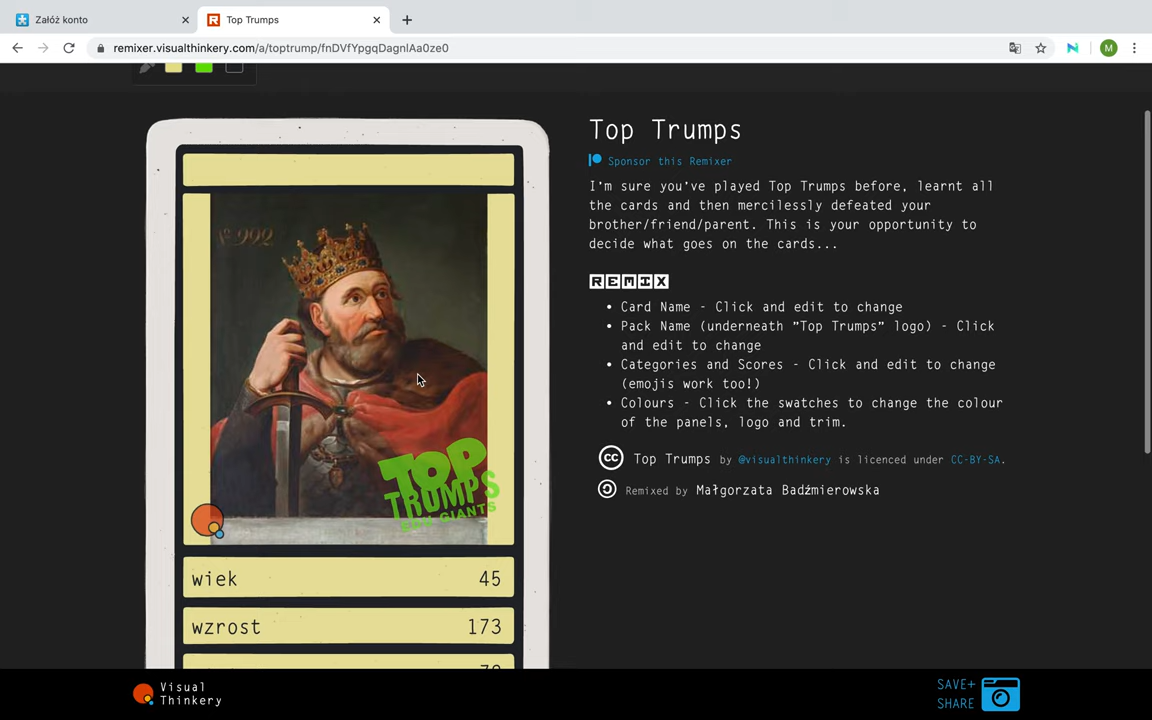 Załóż konto
Top Trumps
remixer.visualthinkery.com/a/toptrump/fnDVfYpgqDagnlAa0ze0
M
Top Trumps
Sponsor this Remixer
I'm sure you've played Top Trumps before, learnt all
the cards and then mercilessly defeated your
brother/friend/parent. This is your opportunity to
decide what goes on the cards...
REMIX
Card Name - Click and edit to change
Pack Name (underneath "Top Trumps" logo) - Click
and edit to change
Categories and Scores - Click and edit to change
(emojis work too!)
Colours - Click the swatches to change the colour
of the panels, logo and trim.
Top Trumps by @visualthinkery is licenced under CC-BY-SA.
Remixed by Małgorzata Badźmierowska
№ 992
TOP
TRUMPS
EDU GIANTS
wiek 45
wzrost 173
Visual
Thinkery
SAVE+
SHARE